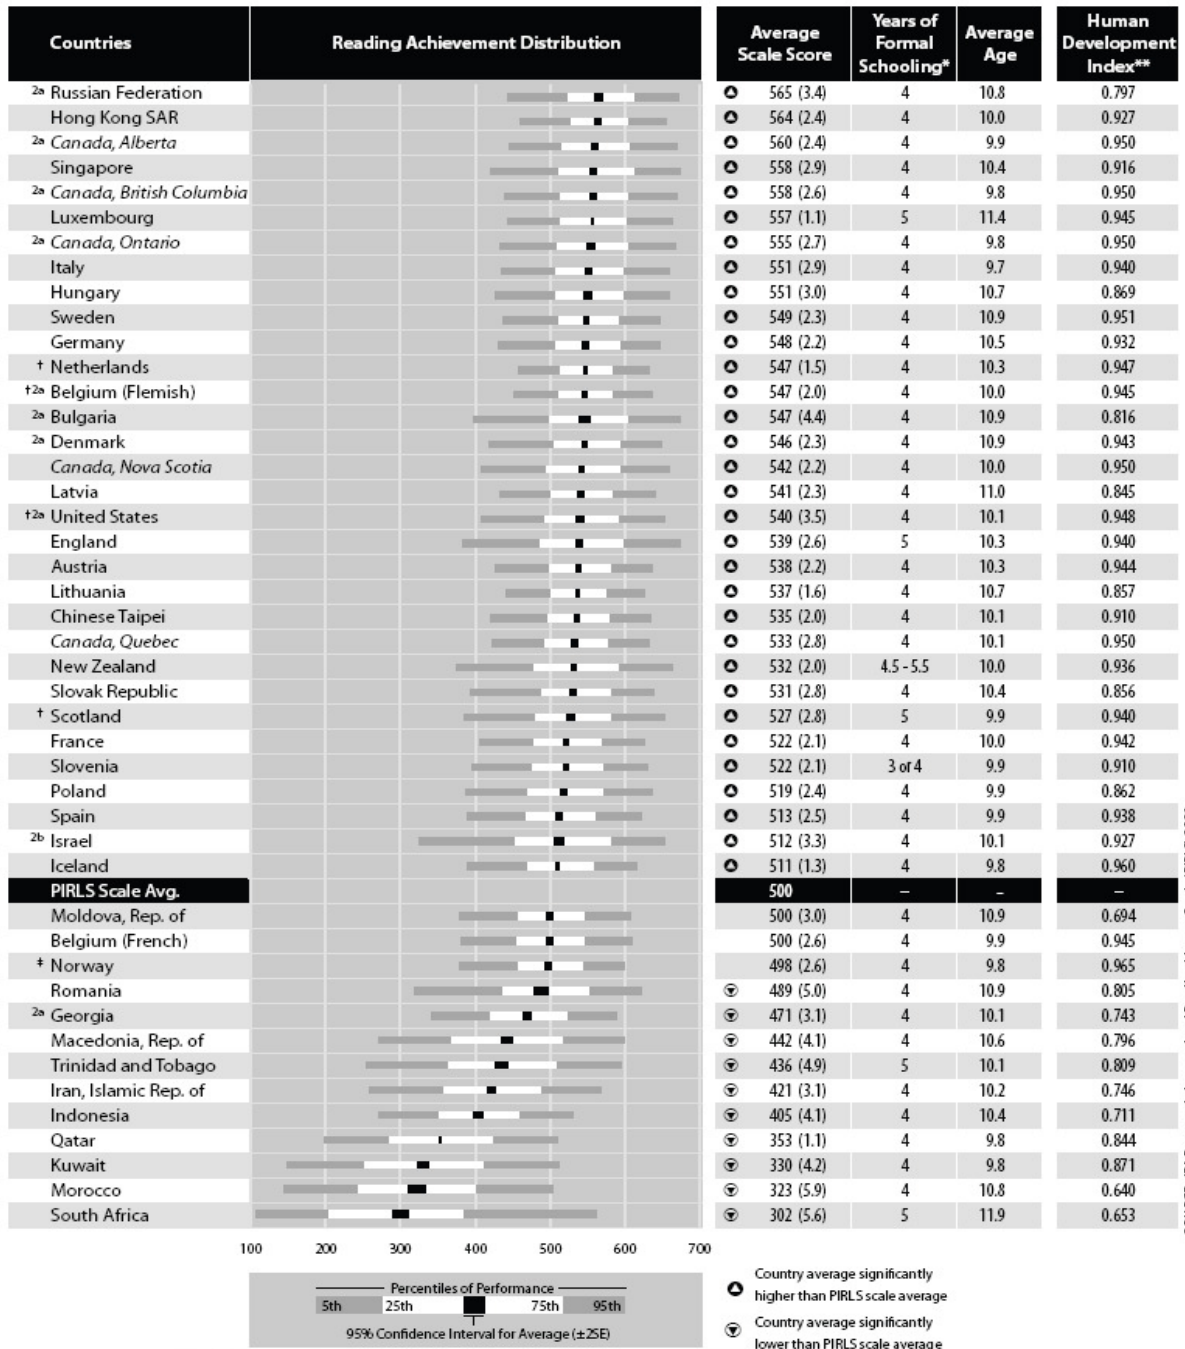 Countries Reading Achievement Distribution Average Scale Score Years of Formal Schooling* Average Age Human Development Index**
2a Russian Federation 565 (3.4) 4 10.8 0.797
Hong Kong SAR 564 (2.4) 4 10.0 0.927
2a Canada, Alberta 560 (2.4) 4 9.9 0.950
Singapore 558 (2.9) 4 10.4 0.916
2a Canada, British Columbia 558 (2.6) 4 9.8 0.950
Luxembourg 557 (1.1) 5 11.4 0.945
2a Canada, Ontario 555 (2.7) 4 9.8 0.950
Italy 551 (2.9) 4 9.7 0.940
Hungary 551 (3.0) 4 10.7 0.869
Sweden 549 (2.3) 4 10.9 0.951
Germany 548 (2.2) 4 10.5 0.932
† Netherlands 547 (1.5) 4 10.3 0.947
†2a Belgium (Flemish) 547 (2.0) 4 10.0 0.945
2a Bulgaria 547 (4.4) 4 10.9 0.816
2a Denmark 546 (2.3) 4 10.9 0.943
Canada, Nova Scotia 542 (2.2) 4 10.0 0.950
Latvia 541 (2.3) 4 11.0 0.845
†2a United States 540 (3.5) 4 10.1 0.948
England 539 (2.6) 5 10.3 0.940
Austria 538 (2.2) 4 10.3 0.944
Lithuania 537 (1.6) 4 10.7 0.857
Chinese Taipei 535 (2.0) 4 10.1 0.910
Canada, Quebec 533 (2.8) 4 10.1 0.950
New Zealand 532 (2.0) 4.5 - 5.5 10.0 0.936
Slovak Republic 531 (2.8) 4 10.4 0.856
† Scotland 527 (2.8) 5 9.9 0.940
France 522 (2.1) 4 10.0 0.942
Slovenia 522 (2.1) 3 or 4 9.9 0.910
Poland 519 (2.4) 4 9.9 0.862
Spain 513 (2.5) 4 9.9 0.938
2b Israel 512 (3.3) 4 10.1 0.927
Iceland 511 (1.3) 4 9.8 0.960
PIRLS Scale Avg. 500 – – –
Moldova, Rep. of 500 (3.0) 4 10.9 0.694
Belgium (French) 500 (2.6) 4 9.9 0.945
‡ Norway 498 (2.6) 4 9.8 0.965
Romania 489 (5.0) 4 10.9 0.805
2a Georgia 471 (3.1) 4 10.1 0.743
Macedonia, Rep. of 442 (4.1) 4 10.6 0.796
Trinidad and Tobago 436 (4.9) 5 10.1 0.809
Iran, Islamic Rep. of 421 (3.1) 4 10.2 0.746
Indonesia 405 (4.1) 4 10.4 0.711
Qatar 353 (1.1) 4 9.8 0.844
Kuwait 330 (4.2) 4 9.8 0.871
Morocco 323 (5.9) 4 10.8 0.640
South Africa 302 (5.6) 5 11.9 0.653
100 200 300 400 500 600 700
Percentiles of Performance
5th 25th 75th 95th
95% Confidence Interval for Average (±2SE)
Country average significantly
higher than PIRLS scale average
Country average significantly
lower than PIRLS scale average